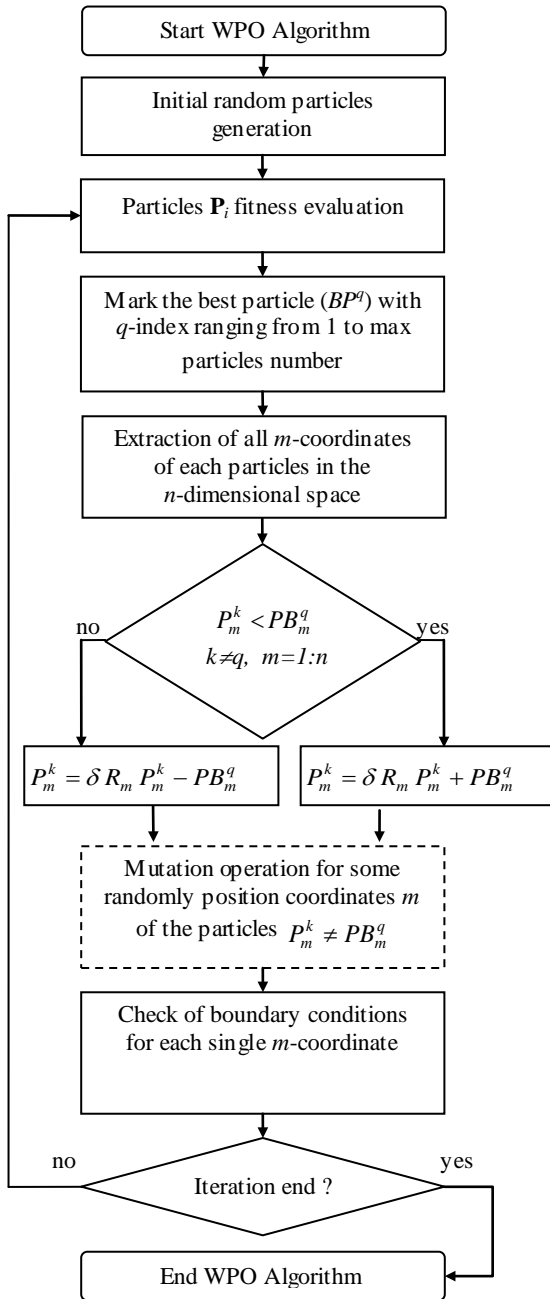 Start WPO Algorithm
Initial random particles
generation
Particles P_i fitness evaluation
Mark the best particle (BP^q) with
q-index ranging from 1 to max
particles number
Extraction of all m-coordinates
of each particles in the
n-dimensional space
P_m^k < PB_m^q
no
yes
k≠q, m=1:n
P_m^k = δ R_m P_m^k − PB_m^q
P_m^k = δ R_m P_m^k + PB_m^q
Mutation operation for some
randomly position coordinates m
of the particles P_m^k ≠ PB_m^q
Check of boundary conditions
for each single m-coordinate
no
yes
Iteration end ?
End WPO Algorithm